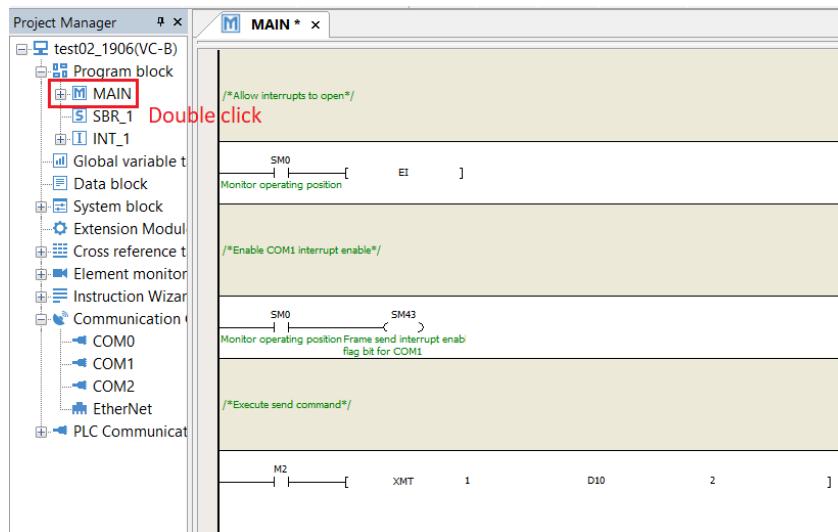 Project Manager
test02_1906(VC-B)
Program block
MAIN
SBR_1
Double click
INT_1
Global variable t
Data block
System block
Extension Modul
Cross reference t
Element monitor
Instruction Wizar
Communication
COM0
COM1
COM2
EtherNet
PLC Communicat
MAIN *
/*Allow interrupts to open*/
SM0
EI
Monitor operating position
/*Enable COM1 interrupt enable*/
SM0 SM43
Monitor operating position Frame send interrupt enab
flag bit for COM1
/*Execute send command*/
M2
XMT 1 D10 2